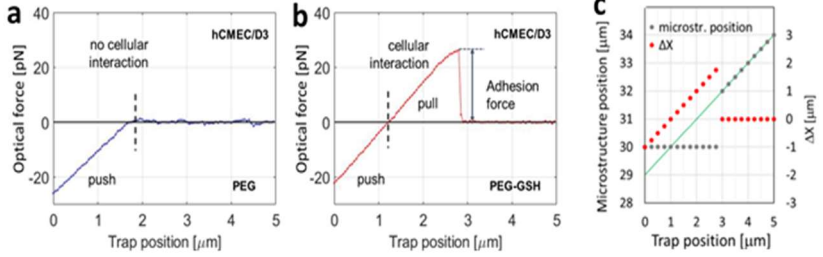 a
40
20
0
-20
Optical force [pN]
no cellular
interaction
hCMEC/D3
push
PEG
0 1 2 3 4 5
Trap position [μm]
b
40
20
0
-20
Optical force [pN]
hCMEC/D3
cellular
interaction
pull
Adhesion
force
push
PEG-GSH
0 1 2 3 4 5
Trap position [μm]
c
Microstructure position [μm]
34
33
32
31
30
29
28
microstr. position
ΔX
3
2
1
0
-1
-2
-3
ΔX [μm]
0 1 2 3 4 5
Trap position [μm]